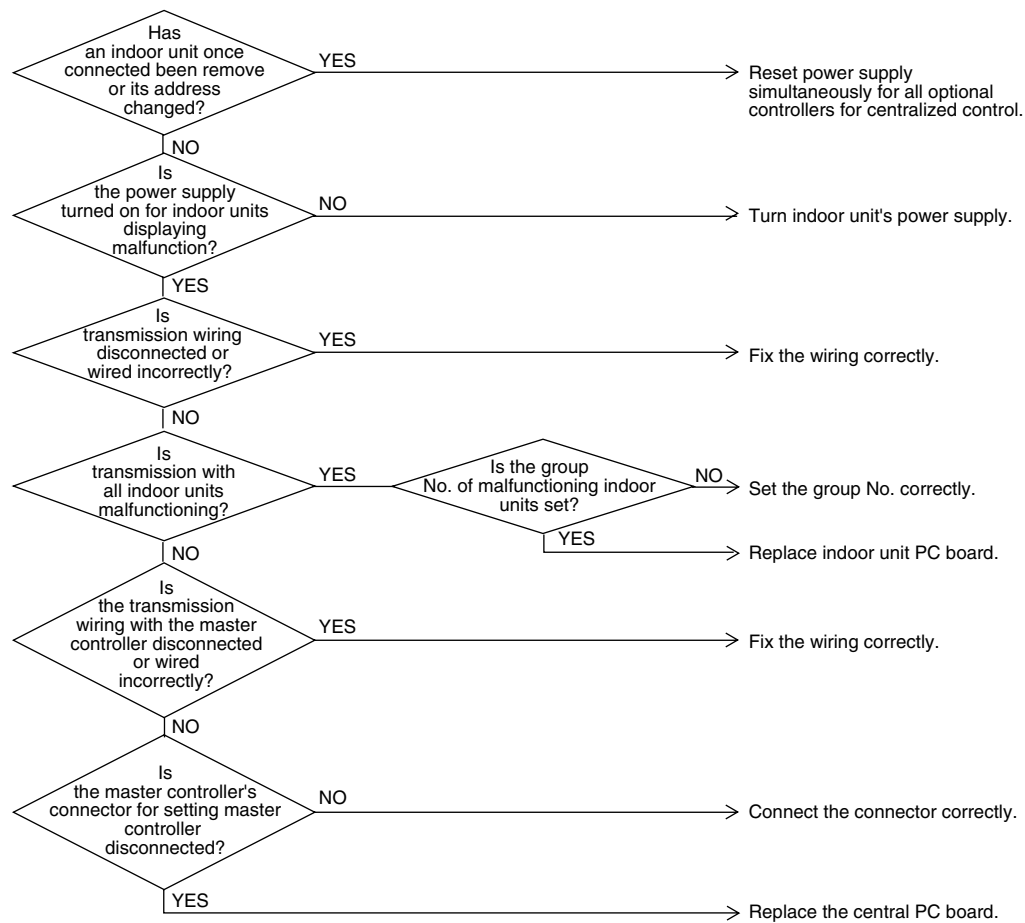 Has
an indoor unit once
connected been remove
or its address
changed?
YES
Reset power supply
simultaneously for all optional
controllers for centralized control.
NO
Is
the power supply
turned on for indoor units
displaying
malfunction?
NO
Turn indoor unit's power supply.
YES
Is
transmission wiring
disconnected or
wired incorrectly?
YES
Fix the wiring correctly.
NO
Is
transmission with
all indoor units
malfunctioning?
YES
Is the group
No. of malfunctioning indoor
units set?
NO
Set the group No. correctly.
YES
Replace indoor unit PC board.
NO
Is
the transmission
wiring with the master
controller disconnected
or wired
incorrectly?
YES
Fix the wiring correctly.
NO
Is
the master controller's
connector for setting master
controller
disconnected?
NO
Connect the connector correctly.
YES
Replace the central PC board.